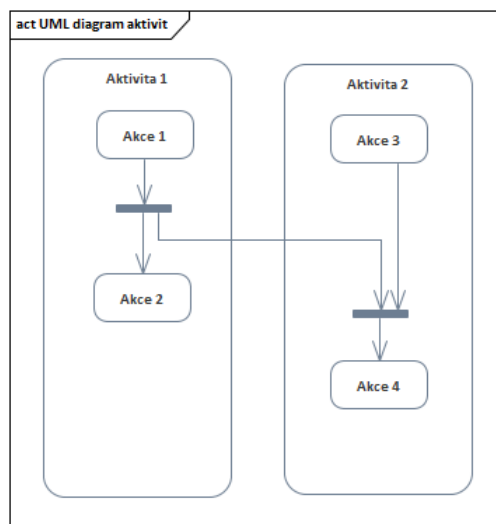 act UML diagram aktivit
Aktivita 1
Akce 1
Akce 2
Aktivita 2
Akce 3
Akce 4